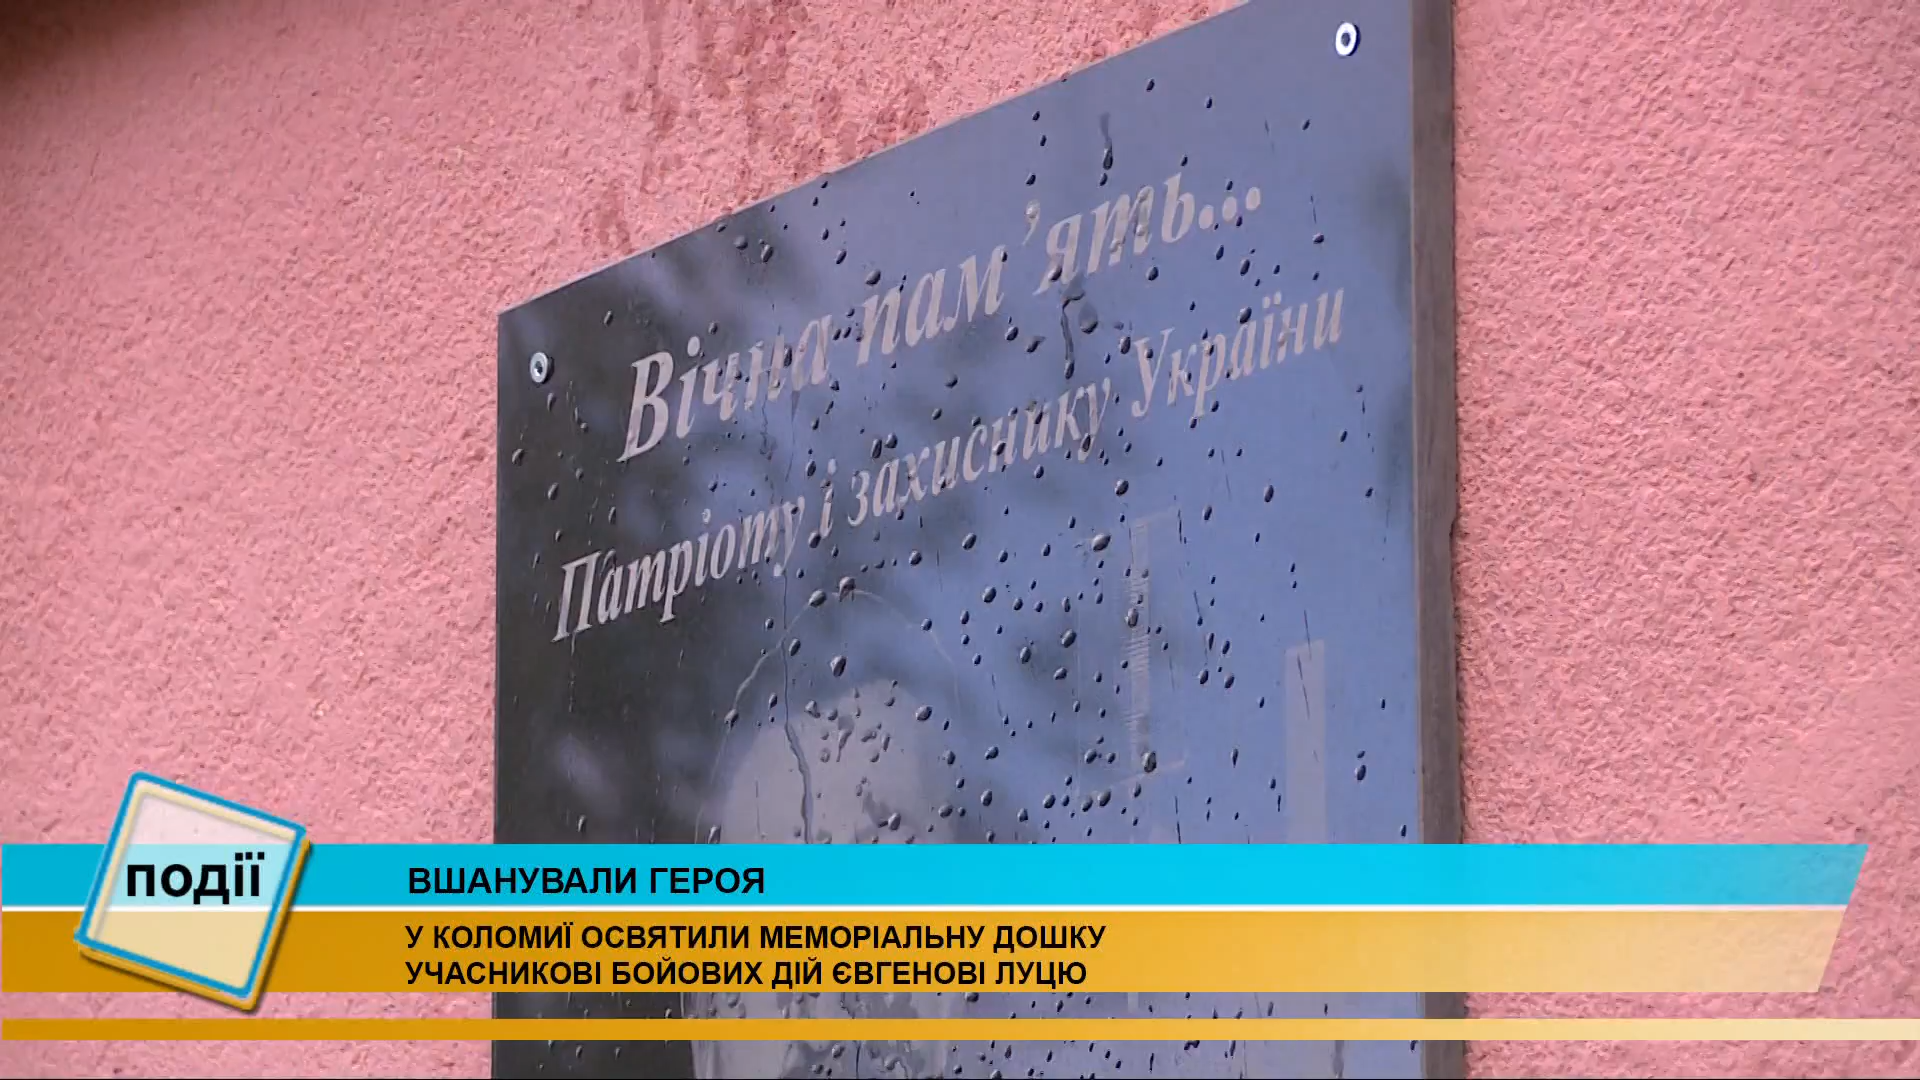 Вічна пам'ять...
Патріоту і захиснику України
події
ВШАНУВАЛИ ГЕРОЯ
У КОЛОМИЇ ОСВЯТИЛИ МЕМОРІАЛЬНУ ДОШКУ
УЧАСНИКОВІ БОЙОВИХ ДІЙ ЄВГЕНОВІ ЛУЦЮ